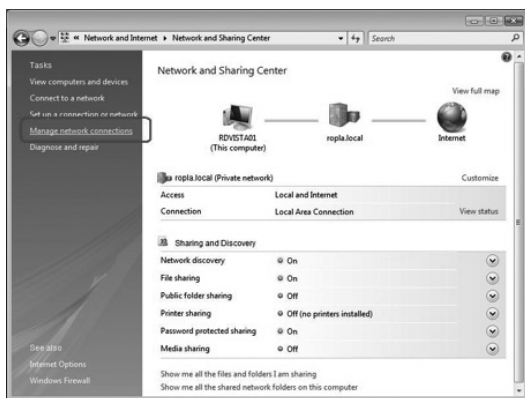 Network and Internet ▸ Network and Sharing Center
Search
Tasks
View computers and devices
Connect to a network
Set up a connection or network
Manage network connections
Diagnose and repair
See also
Internet Options
Windows Firewall
Network and Sharing Center
View full map
RDVISTA01
(This computer)
ropla.local
Internet
ropla.local (Private network)
Customize
Access Local and Internet
Connection Local Area Connection View status
Sharing and Discovery
Network discovery On
File sharing On
Public folder sharing Off
Printer sharing Off (no printers installed)
Password protected sharing On
Media sharing Off
Show me all the files and folders I am sharing
Show me all the shared network folders on this computer